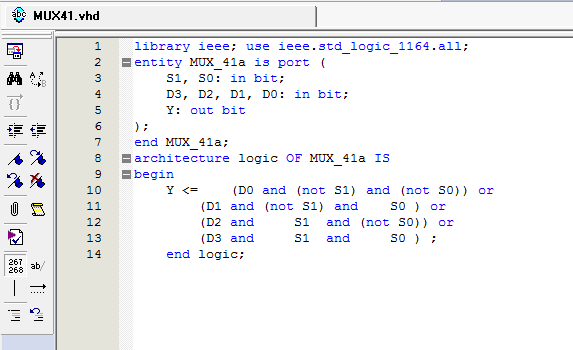 abc MUX41.vhd
1 library ieee; use ieee.std_logic_1164.all;
2 entity MUX_41a is port (
3 S1, S0: in bit;
4 D3, D2, D1, D0: in bit;
5 Y: out bit
6 );
7 end MUX_41a;
8 architecture logic OF MUX_41a IS
9 begin
10 Y <= (D0 and (not S1) and (not S0)) or
11 (D1 and (not S1) and S0 ) or
12 (D2 and S1 and (not S0)) or
13 (D3 and S1 and S0 ) ;
14 end logic;
267
268 ab/